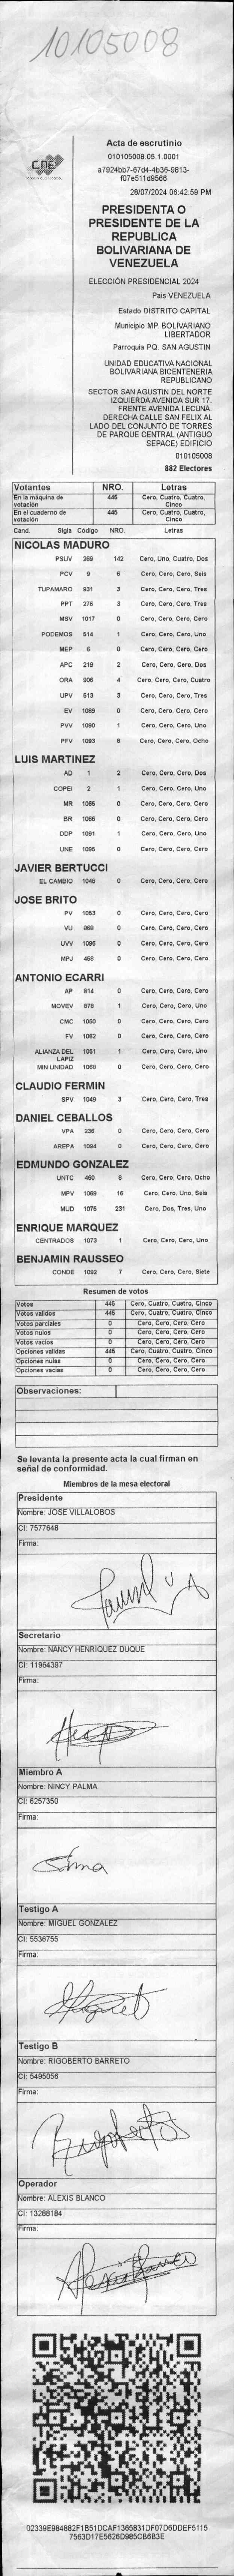 10105008
Acta de escrutinio
010105008.05.1.0001
a7924bb7-67d4-4b35-9813-
f07e511d9566
28/07/2024 06:42:59 PM
CNE
PRESIDENTA O
PRESIDENTE DE LA
REPUBLICA
BOLIVARIANA DE
VENEZUELA
ELECCIÓN PRESIDENCIAL 2024
Pais VENEZUELA
Estado DISTRITO CAPITAL
Municipio MP. BOLIVARIANO
LIBERTADOR
Parroquia PQ. SAN AGUSTIN
UNIDAD EDUCATIVA NACIONAL
BOLIVARIANA BICENTENERIA
REPUBLICANO
SECTOR SAN AGUSTIN DEL NORTE
IZQUIERDA AVENIDA SUR 17.
FRENTE AVENIDA LECUNA.
DERECHA CALLE SAN FELIX AL
LADO DEL CONJUNTO DE TORRES
DE PARQUE CENTRAL (ANTIGUO
SEPACE) EDIFICIO
010105008
882 Electores
Votantes NRO. Letras
En la máquina de votación 445 Cero, Cuatro, Cuatro, Cinco
En el cuaderno de votación 445 Cero, Cuatro, Cuatro, Cinco
Cand. Sigla Código NRO. Letras
NICOLAS MADURO
PSUV 269 142 Cero, Uno, Cuatro, Dos
PCV 9 6 Cero, Cero, Cero, Seis
TUPAMARO 931 3 Cero, Cero, Cero, Tres
PPT 276 3 Cero, Cero, Cero, Tres
MSV 1017 0 Cero, Cero, Cero, Cero
PODEMOS 514 1 Cero, Cero, Cero, Uno
MEP 6 0 Cero, Cero, Cero, Cero
APC 219 2 Cero, Cero, Cero, Dos
ORA 906 4 Cero, Cero, Cero, Cuatro
UPV 513 3 Cero, Cero, Cero, Tres
EV 1089 0 Cero, Cero, Cero, Cero
PVV 1090 1 Cero, Cero, Cero, Uno
PFV 1093 8 Cero, Cero, Cero, Ocho
LUIS MARTINEZ
AD 1 2 Cero, Cero, Cero, Dos
COPEI 2 1 Cero, Cero, Cero, Uno
MR 1065 0 Cero, Cero, Cero, Cero
BR 1066 0 Cero, Cero, Cero, Cero
DDP 1091 1 Cero, Cero, Cero, Uno
UNE 1095 0 Cero, Cero, Cero, Cero
JAVIER BERTUCCI
EL CAMBIO 1046 0 Cero, Cero, Cero, Cero
JOSE BRITO
PV 1053 0 Cero, Cero, Cero, Cero
VU 868 0 Cero, Cero, Cero, Cero
UVV 1096 0 Cero, Cero, Cero, Cero
MPJ 458 0 Cero, Cero, Cero, Cero
ANTONIO ECARRI
AP 814 0 Cero, Cero, Cero, Cero
MOVEV 879 1 Cero, Cero, Cero, Uno
CMC 1050 0 Cero, Cero, Cero, Cero
FV 1062 0 Cero, Cero, Cero, Cero
ALIANZA DEL LAPIZ 1051 1 Cero, Cero, Cero, Uno
MIN UNIDAD 1068 0 Cero, Cero, Cero, Cero
CLAUDIO FERMIN
SPV 1049 3 Cero, Cero, Cero, Tres
DANIEL CEBALLOS
VPA 236 0 Cero, Cero, Cero, Cero
AREPA 1094 0 Cero, Cero, Cero, Cero
EDMUNDO GONZALEZ
UNTC 460 8 Cero, Cero, Cero, Ocho
MPV 1069 16 Cero, Cero, Uno, Seis
MUD 1075 231 Cero, Dos, Tres, Uno
ENRIQUE MARQUEZ
CENTRADOS 1073 1 Cero, Cero, Cero, Uno
BENJAMIN RAUSSEO
CONDE 1092 7 Cero, Cero, Cero, Siete
Resumen de votos
Votos 445 Cero, Cuatro, Cuatro, Cinco
Votos validos 445 Cero, Cuatro, Cuatro, Cinco
Votos parciales 0 Cero, Cero, Cero, Cero
Votos nulos 0 Cero, Cero, Cero, Cero
Votos vacios 0 Cero, Cero, Cero, Cero
Opciones validas 445 Cero, Cuatro, Cuatro, Cinco
Opciones nulas 0 Cero, Cero, Cero, Cero
Opciones vacias 0 Cero, Cero, Cero, Cero
Observaciones:
Se levanta la presente acta la cual firman en
señal de conformidad.
Miembros de la mesa electoral
Presidente
Nombre: JOSE VILLALOBOS
CI: 7577648
Firma:
Secretario
Nombre: NANCY HENRIQUEZ DUQUE
CI: 11964397
Firma:
Miembro A
Nombre: NINCY PALMA
CI: 6257350
Firma:
Testigo A
Nombre: MIGUEL GONZALEZ
CI: 5536755
Firma:
Testigo B
Nombre: RIGOBERTO BARRETO
CI: 5495056
Firma:
Operador
Nombre: ALEXIS BLANCO
CI: 13288184
Firma:
02339E984882F1B51DCAF1365831DF07D6DDEF5115
7563D17E5626D985CB6B3E